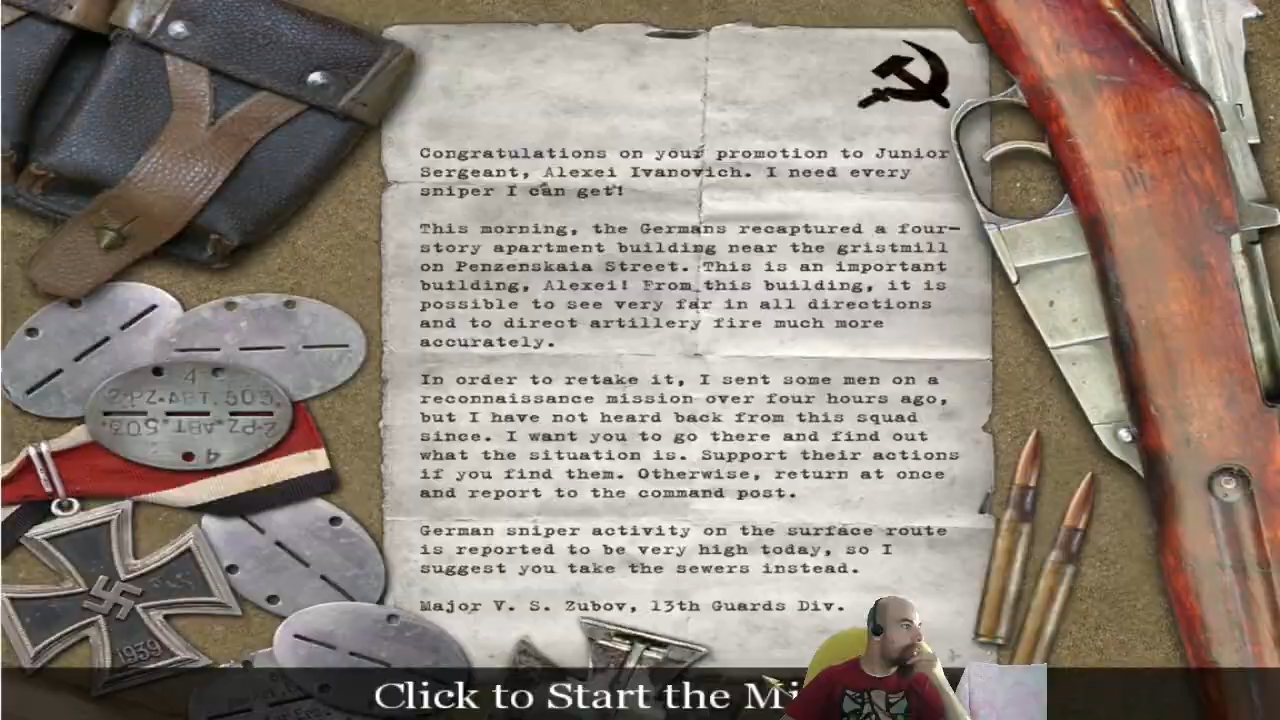 Congratulations on your promotion to Junior
Sergeant, Alexei Ivanovich. I need every
sniper I can get!
This morning, the Germans recaptured a four-
story apartment building near the gristmill
on Penzenskaia Street. This is an important
building, Alexei! From this building, it is
possible to see very far in all directions
and to direct artillery fire much more
accurately.
In order to retake it, I sent some men on a
reconnaissance mission over four hours ago,
but I have not heard back from this squad
since. I want you to go there and find out
what the situation is. Support their actions
if you find them. Otherwise, return at once
and report to the command post.
German sniper activity on the surface route
is reported to be very high today, so I
suggest you take the sewers instead.
Major V. S. Zubov, 13th Guards Div.
4
2·PZ·ABT.503.
2·PZ·ABT.503.
4
1939
Click to Start the